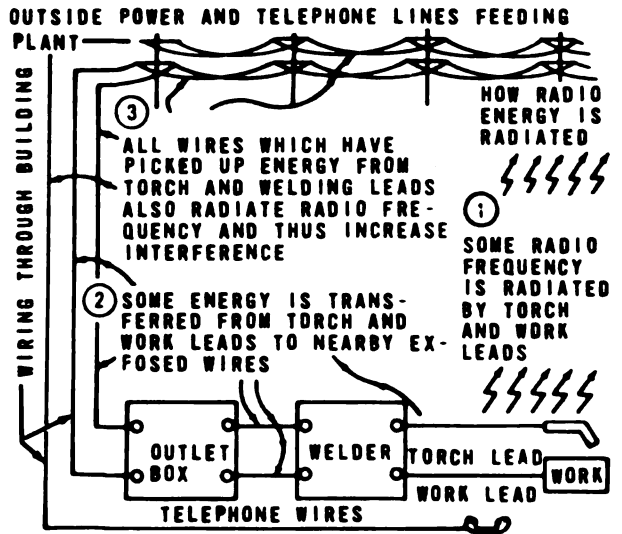 OUTSIDE POWER AND TELEPHONE LINES FEEDING
PLANT
WIRING THROUGH BUILDING
HOW RADIO
ENERGY IS
RADIATED
3
ALL WIRES WHICH HAVE
PICKED UP ENERGY FROM
TORCH AND WELDING LEADS
ALSO RADIATE RADIO FRE-
QUENCY AND THUS INCREASE
INTERFERENCE
1
SOME RADIO
FREQUENCY
IS RADIATED
BY TORCH
AND WORK
LEADS
2
SOME ENERGY IS TRANS-
FERRED FROM TORCH AND
WORK LEADS TO NEARBY EX-
FOSED WIRES
OUTLET
BOX
WELDER
TORCH LEAD
WORK
WORK LEAD
TELEPHONE WIRES